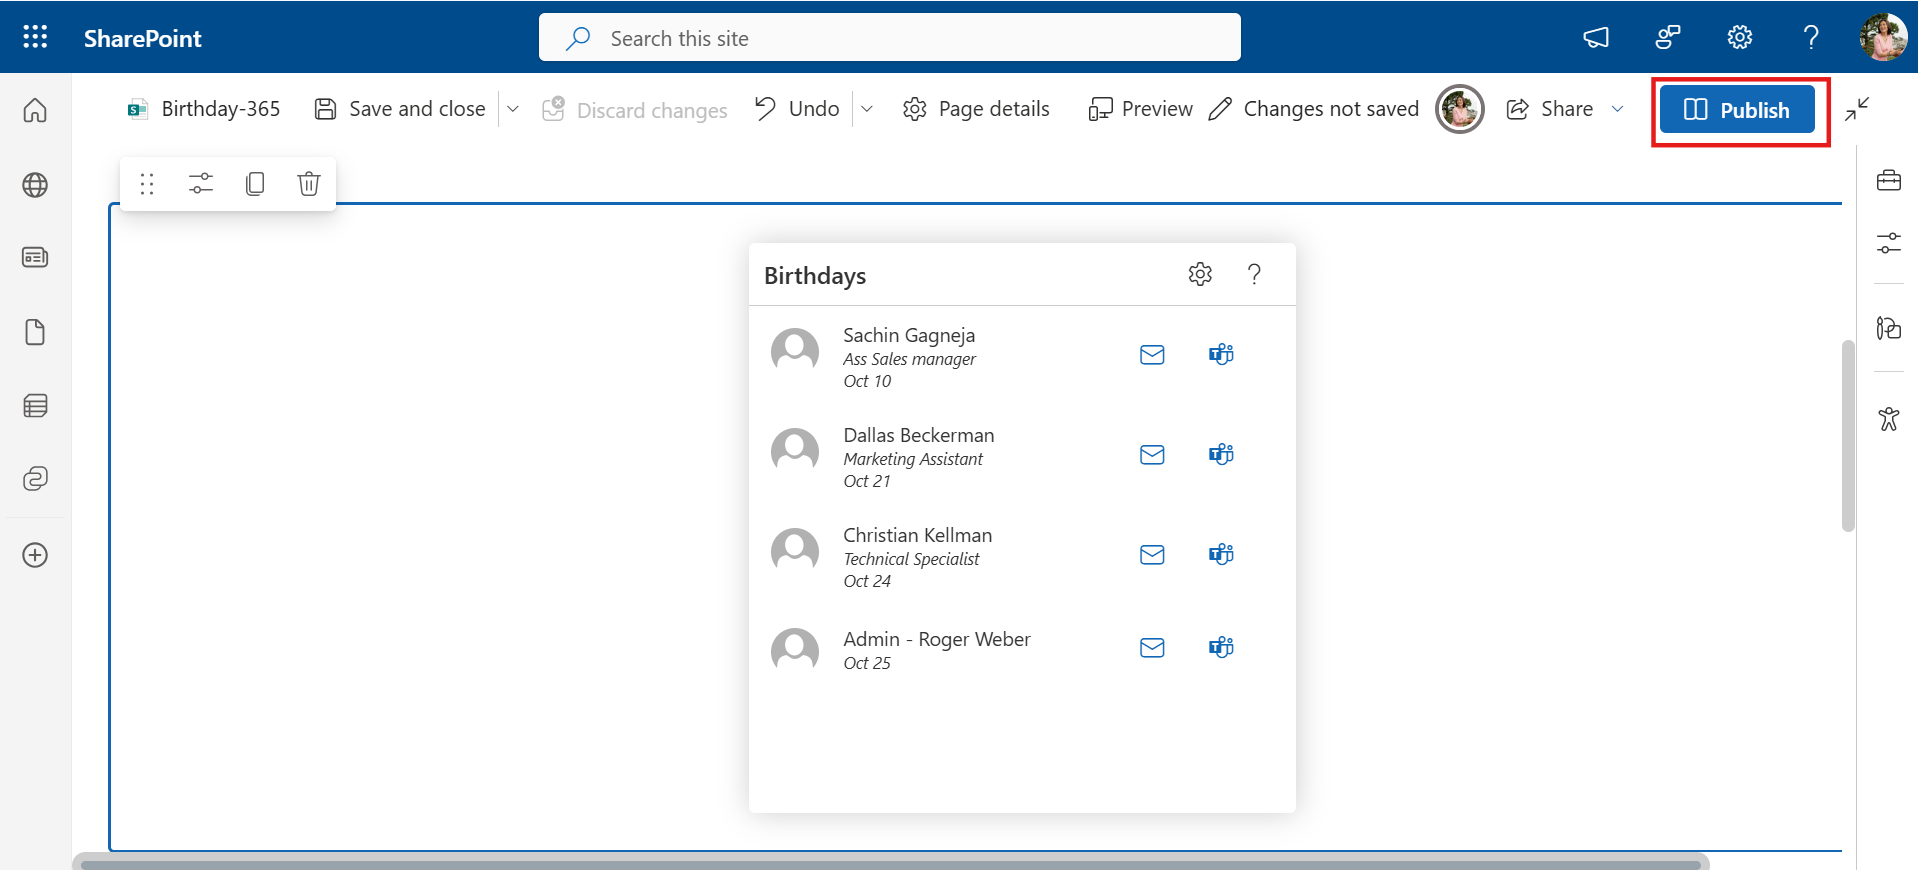 SharePoint
Search this site
Birthday-365
Save and close
Discard changes
Undo
Page details
Preview
Changes not saved
Share
Publish
Birthdays
Sachin Gagneja
Ass Sales manager
Oct 10
Dallas Beckerman
Marketing Assistant
Oct 21
Christian Kellman
Technical Specialist
Oct 24
Admin - Roger Weber
Oct 25